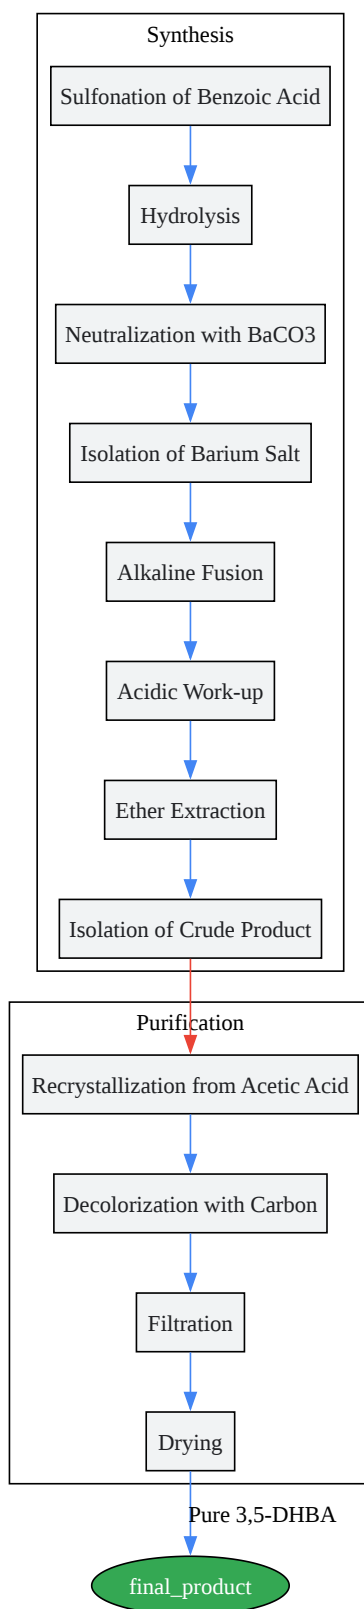 Synthesis
Sulfonation of Benzoic Acid
Hydrolysis
Neutralization with BaCO3
Isolation of Barium Salt
Alkaline Fusion
Acidic Work-up
Ether Extraction
Isolation of Crude Product
Purification
Recrystallization from Acetic Acid
Decolorization with Carbon
Filtration
Drying
Pure 3,5-DHBA
final_product